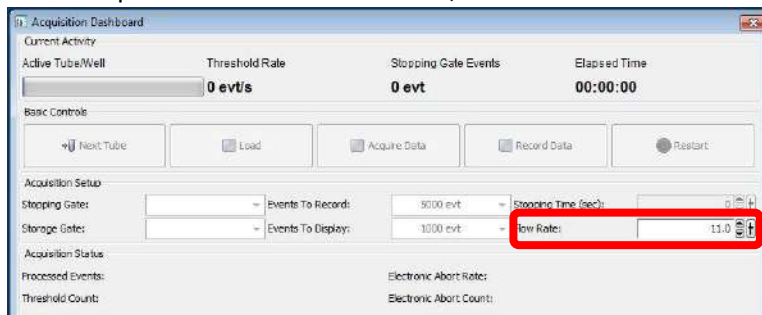 Acquisition Dashboard
Current Activity
Active Tube/Well Threshold Rate Stopping Gate Events Elapsed Time
0 evt/s 0 evt 00:00:00
Basic Controls
Next Tube Load Acquire Data Record Data Restart
Acquisition Setup
Stopping Gate: Events To Record: 5000 evt Stopping Time (sec): 0
Storage Gate: Events To Display: 1000 evt Flow Rate: 11.0
Acquisition Status
Processed Events: Electronic Abort Rate:
Threshold Count: Electronic Abort Count: